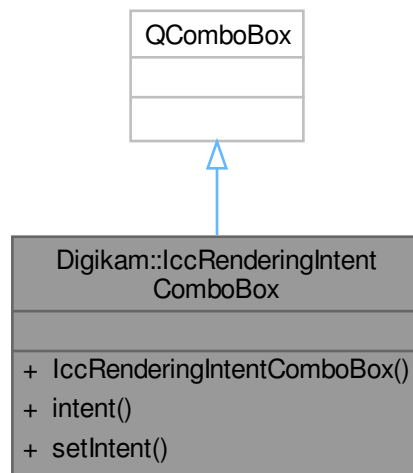 QComboBox
Digikam::IccRenderingIntent
ComboBox
+ IccRenderingIntentComboBox()
+ intent()
+ setIntent()